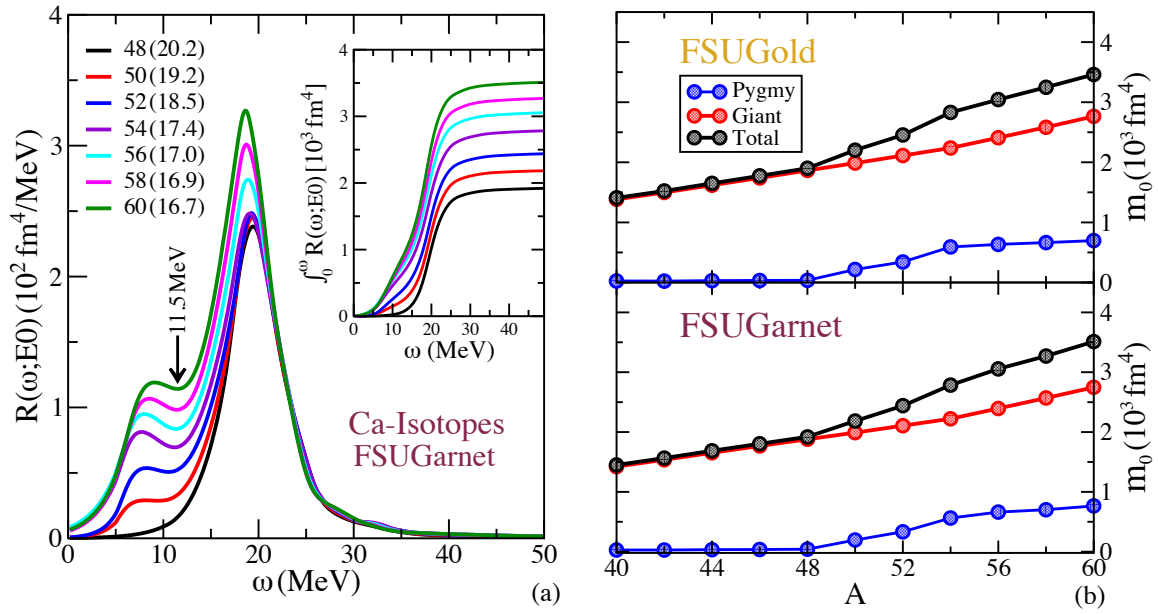 4
3
2
1
0
R(ω;E0) (10² fm⁴/MeV)
48 (20.2)
50 (19.2)
52 (18.5)
54 (17.4)
56 (17.0)
58 (16.9)
60 (16.7)
11.5MeV
4
3
2
1
0
∫₀^ω R(ω;E0) [10³ fm⁴]
0 10 20 30 40
ω (MeV)
Ca-Isotopes
FSUGarnet
0 10 20 30 40 50
ω (MeV)
(a)
FSUGold
Pygmy
Giant
Total
4
3
2
1
0
m₀ (10³ fm⁴)
FSUGarnet
4
3
2
1
0
m₀ (10³ fm⁴)
40 44 48 52 56 60
A
(b)